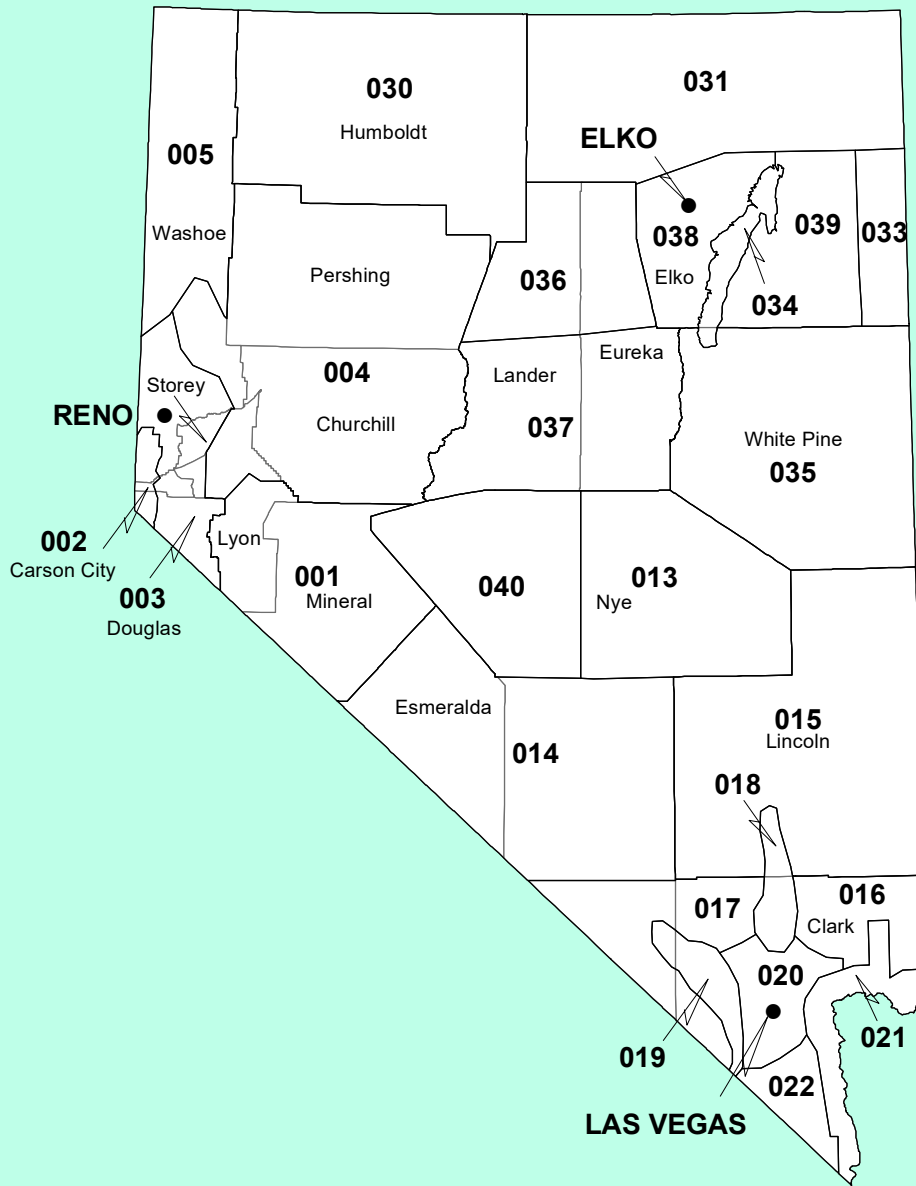 030
Humboldt
031
ELKO
005
Washoe
038
Elko
039
033
036
034
Pershing
Eureka
004
Churchill
Lander
037
Storey
RENO
White Pine
035
002
Carson City
003
Douglas
Lyon
001
Mineral
040
013
Nye
Esmeralda
014
015
Lincoln
018
017
016
Clark
020
021
019
022
LAS VEGAS